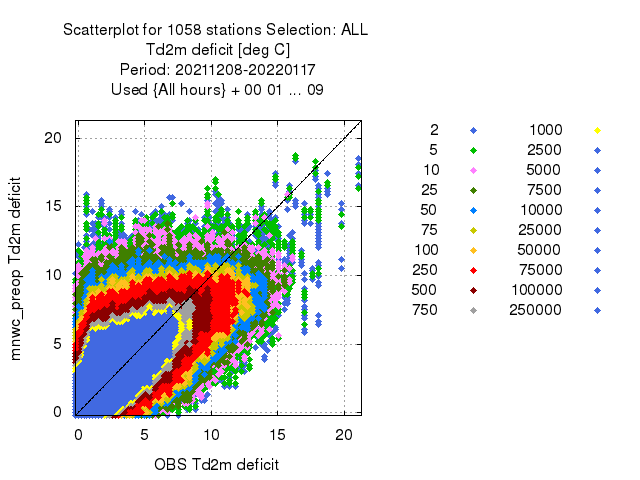 Scatterplot for 1058 stations Selection: ALL
Td2m deficit [deg C]
Period: 20211208-20220117
Used {All hours} + 00 01 ... 09
mnwc_preop Td2m deficit
20
15
10
5
0
0 5 10 15 20
OBS Td2m deficit
2 1000
5 2500
10 5000
25 7500
50 10000
75 25000
100 50000
250 75000
500 100000
750 250000